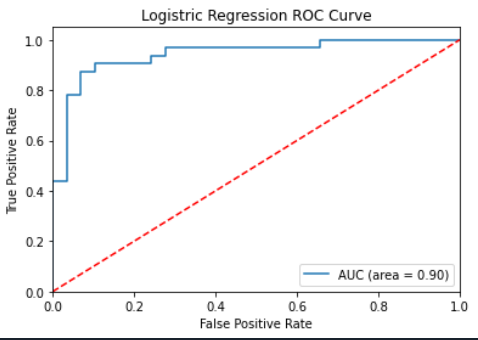 Logistric Regression ROC Curve
True Positive Rate
1.0
0.8
0.6
0.4
0.2
0.0
0.0 0.2 0.4 0.6 0.8 1.0
False Positive Rate
AUC (area = 0.90)